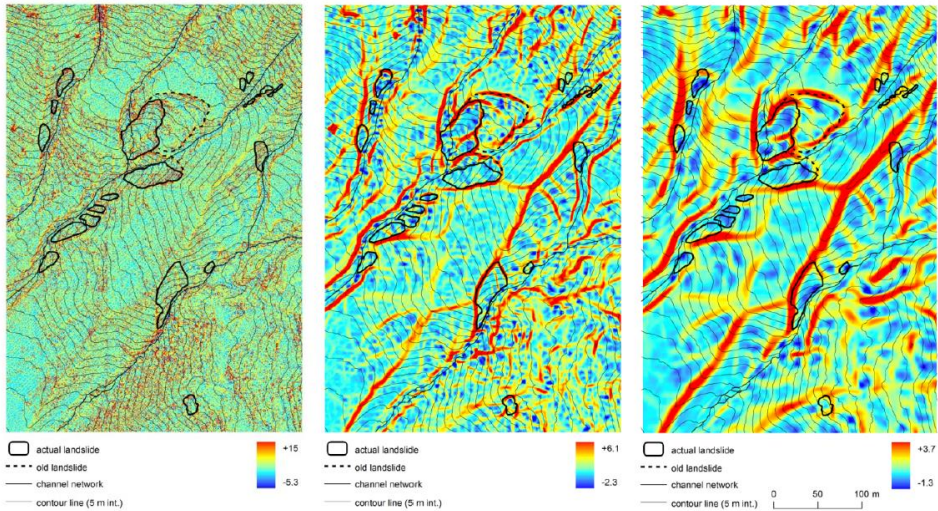 actual landslide
old landslide
channel network
contour line (5 m int.)
+15
-5.3
actual landslide
old landslide
channel network
contour line (5 m int.)
+6.1
-2.3
actual landslide
old landslide
channel network
contour line (5 m int.)
+3.7
-1.3
0 50 100 m